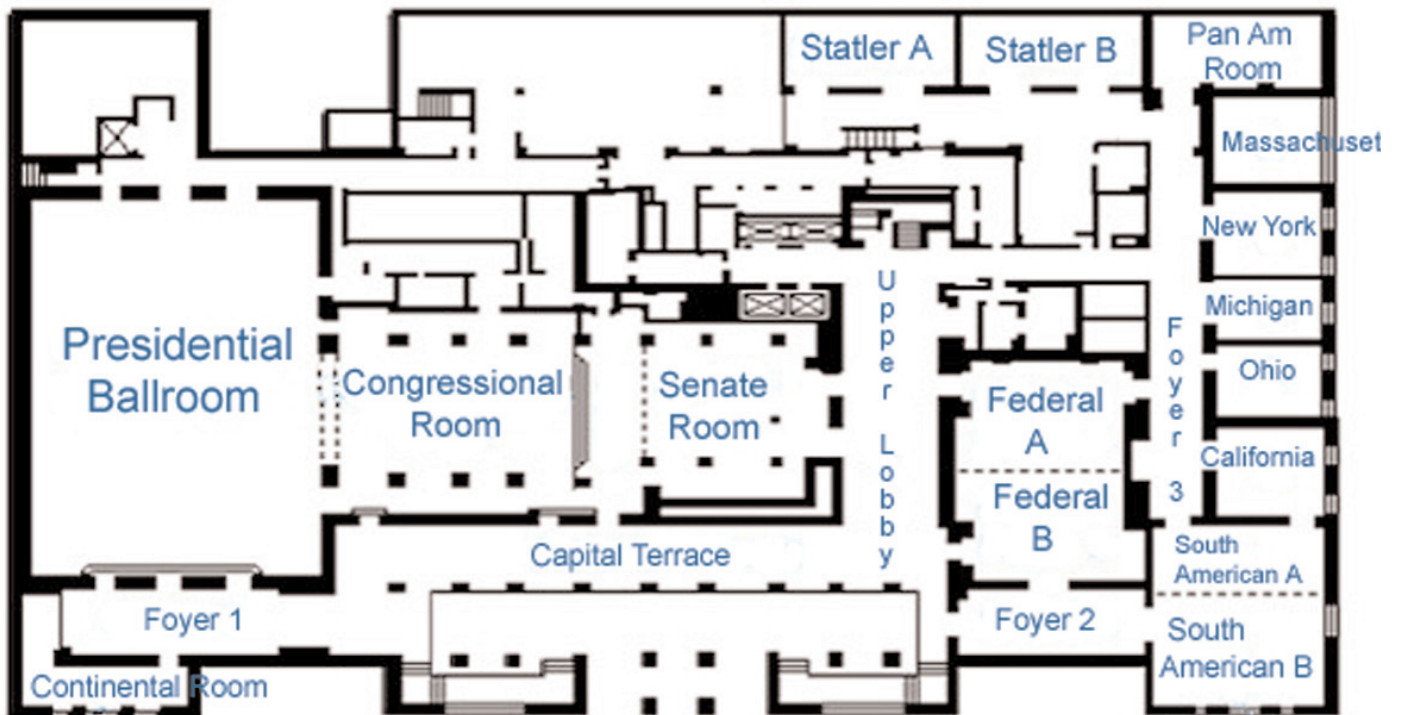 Statler A
Statler B
Pan Am
Room
Massachuset
New York
Michigan
Ohio
California
Presidential
Ballroom
Congressional
Room
Senate
Room
Upper Lobby
Federal
A
Federal
B
Foyer 3
Capital Terrace
South
American A
South
American B
Foyer 1
Foyer 2
Continental Room